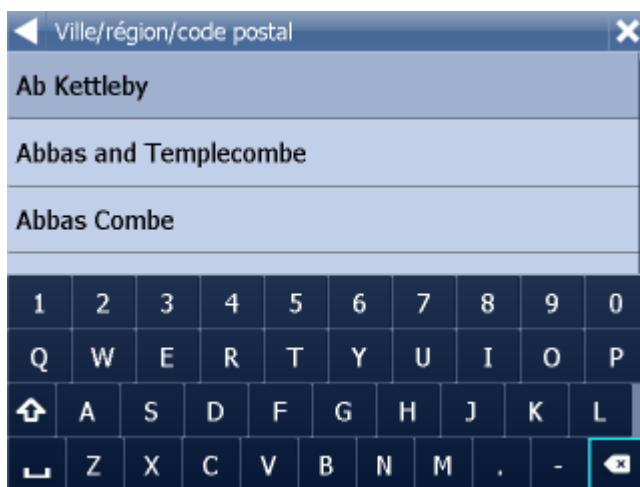 Ville/région/code postal
Ab Kettleby
Abbas and Templecombe
Abbas Combe
1 2 3 4 5 6 7 8 9 0
Q W E R T Y U I O P
A S D F G H J K L
Z X C V B N M . -